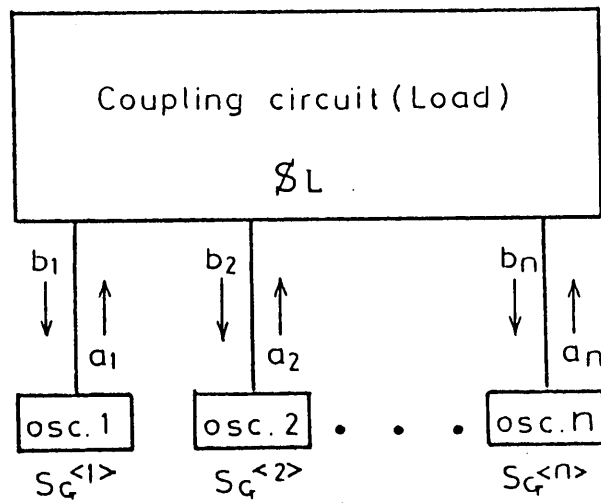 Coupling circuit (Load)
$L
b1 b2 bn
a1 a2 an
osc.1 osc.2 . . . osc.n
SG<1> SG<2> SG<n>